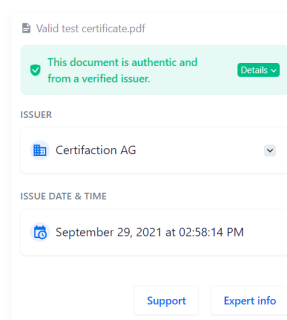 Valid test certificate.pdf
This document is authentic and
from a verified issuer.
Details
ISSUER
Certifaction AG
ISSUE DATE & TIME
September 29, 2021 at 02:58:14 PM
Support
Expert info